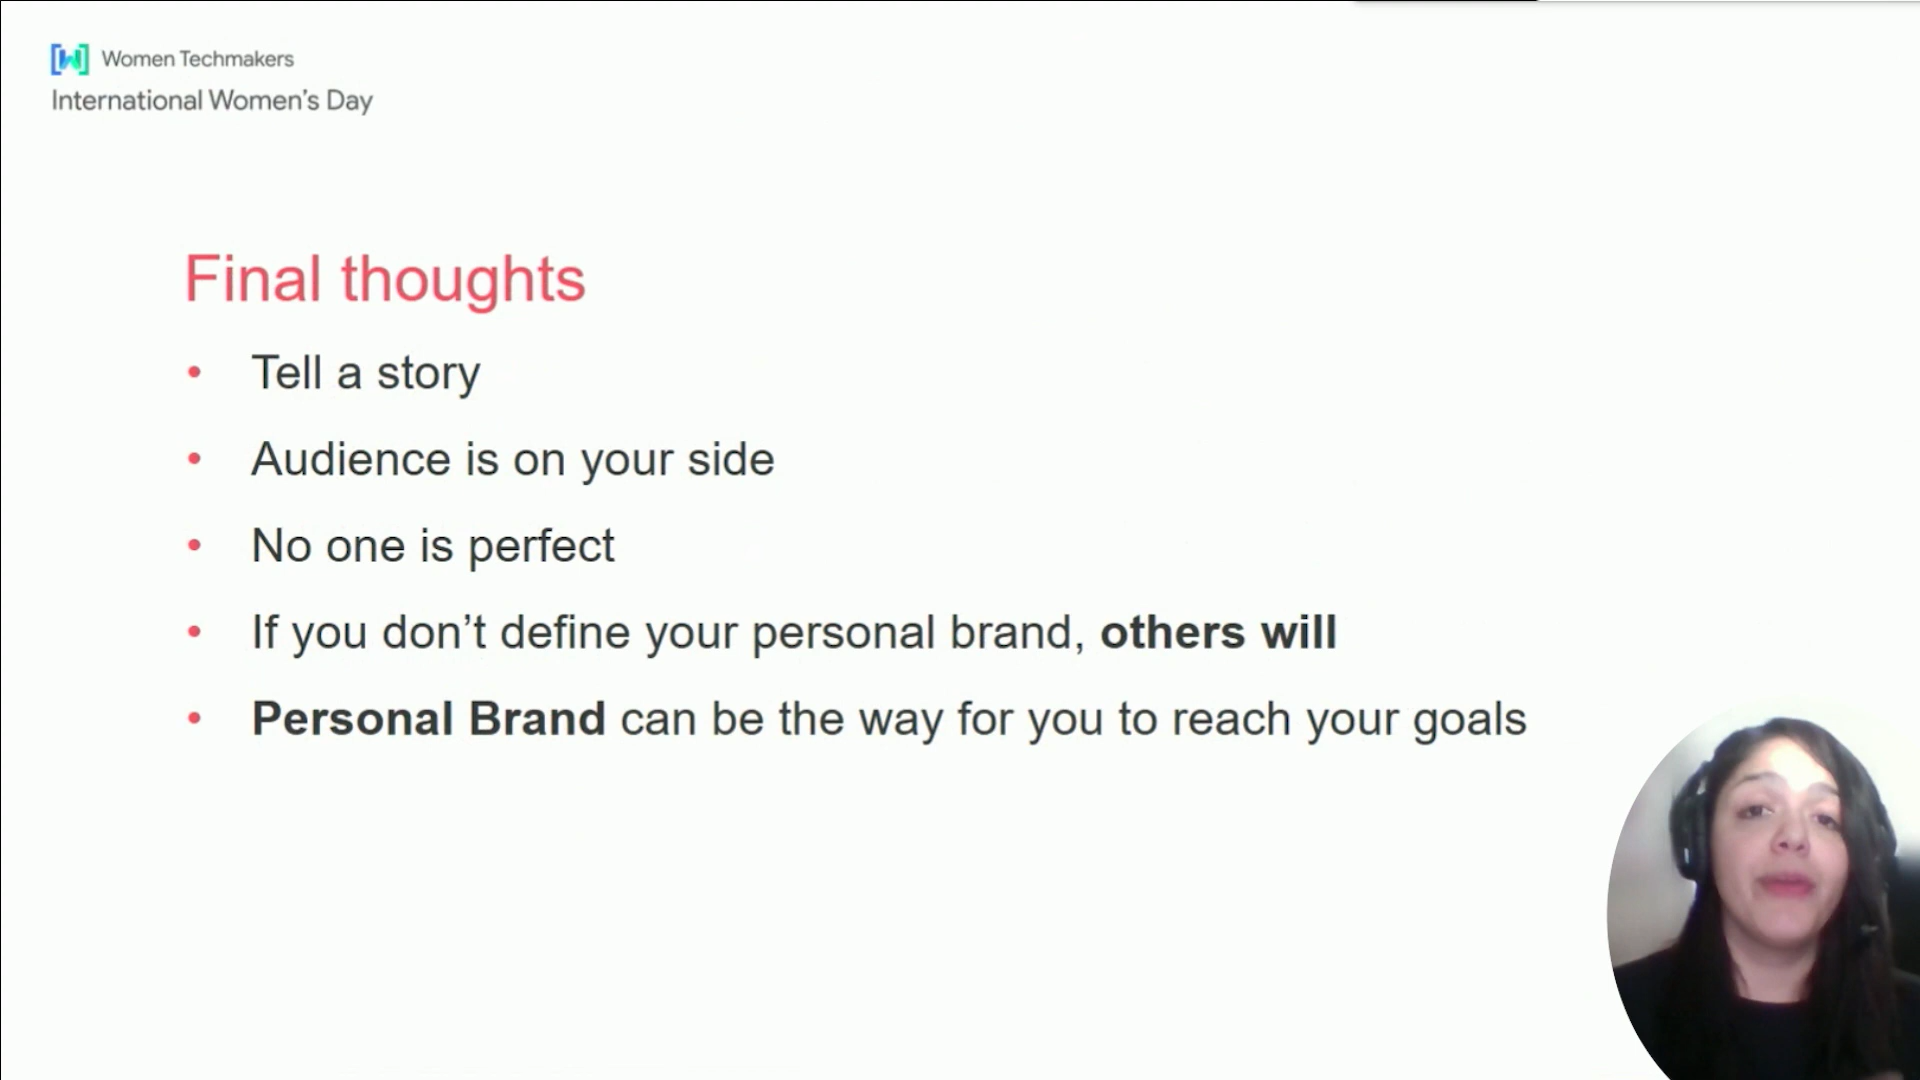 Women Techmakers
International Women’s Day
Final thoughts
• Tell a story
• Audience is on your side
• No one is perfect
• If you don’t define your personal brand, others will
• Personal Brand can be the way for you to reach your goals